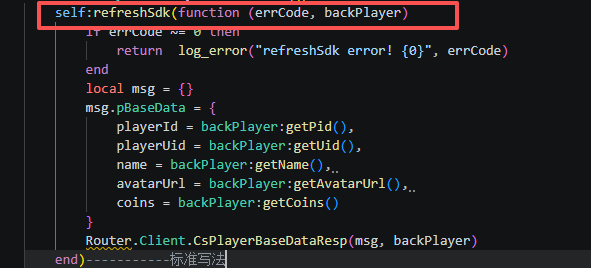 self:refreshSdk(function (errCode, backPlayer)
if errCode ~= 0 then
return log_error("refreshSdk error! {0}", errCode)
end
local msg = {}
msg.pBaseData = {
playerId = backPlayer:getPid(),
playerUid = backPlayer:getUid(),
name = backPlayer:getName(),
avatarUrl = backPlayer:getAvatarUrl(),
coins = backPlayer:getCoins()
}
Router.Client.CsPlayerBaseDataResp(msg, backPlayer)
end)-----------标准写法